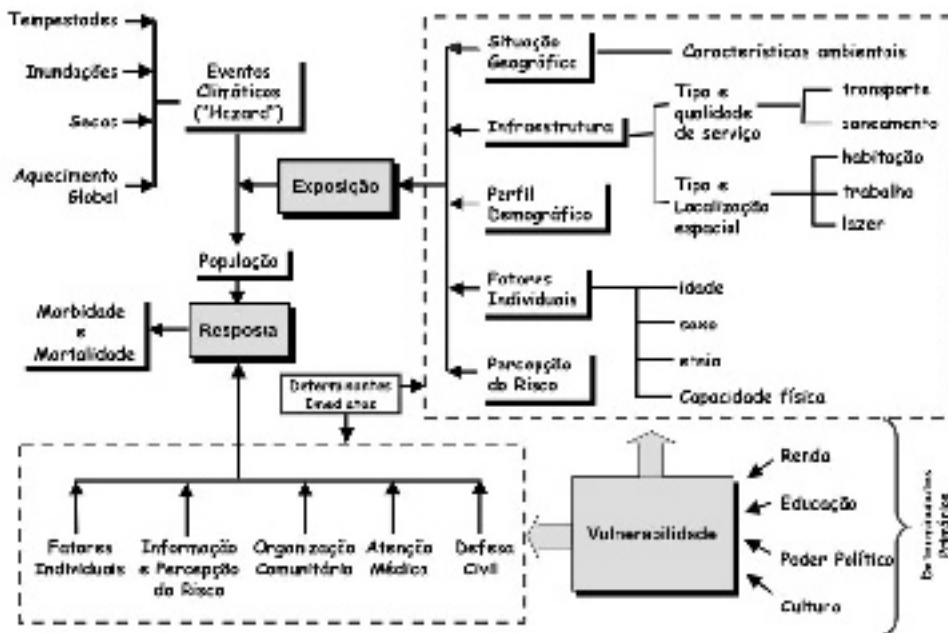 Tempestades
Inundações
Secas
Aquecimento
Global
Eventos
Climáticos
("Hazard")
Exposição
População
Resposta
Morbidade
e
Mortalidade
Determinantes
Imediatos
Situação
Geográfica
Características ambientais
Infraestrutura
Tipo e
qualidade
de serviço
transporte
saneamento
Tipo e
Localização
espacial
habitação
trabalho
lazer
Perfil
Demográfico
Fatores
Individuais
idade
sexo
etnia
Capacidade física
Percepção
do Risco
Fatores
Individuais
Informação
e Percepção
do Risco
Organização
Comunitária
Atenção
Médica
Defesa
Civil
Vulnerabilidade
Renda
Educação
Poder Político
Cultura
Determinantes